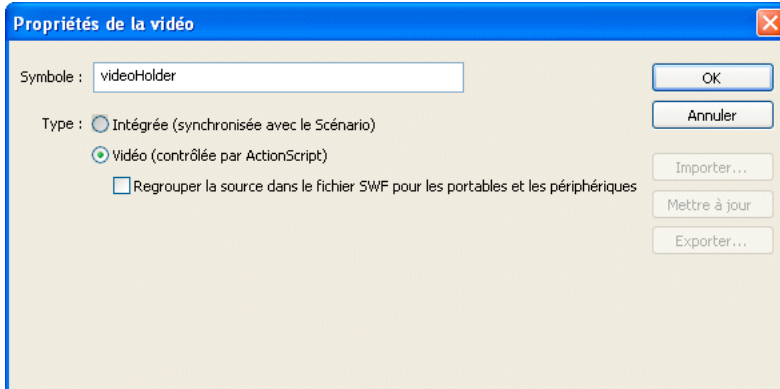 Propriétés de la vidéo
Symbole : videoHolder
OK
Type : Intégrée (synchronisée avec le Scénario)
Annuler
Vidéo (contrôlée par ActionScript)
Importer...
Regrouper la source dans le fichier SWF pour les portables et les périphériques
Mettre à jour
Exporter...